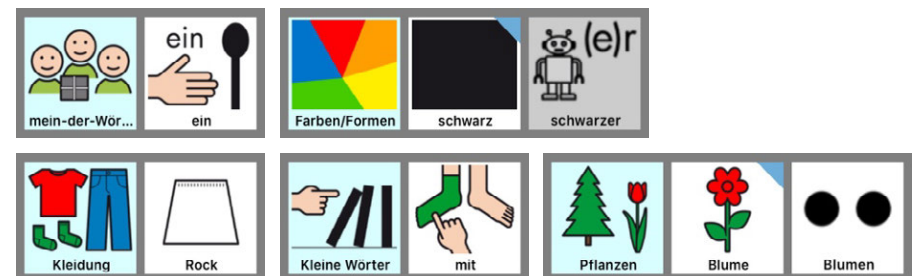 ein (e)r
mein-der-Wör... ein Farben/Formen schwarz schwarzer
Kleidung Rock Kleine Wörter mit Pflanzen Blume Blumen